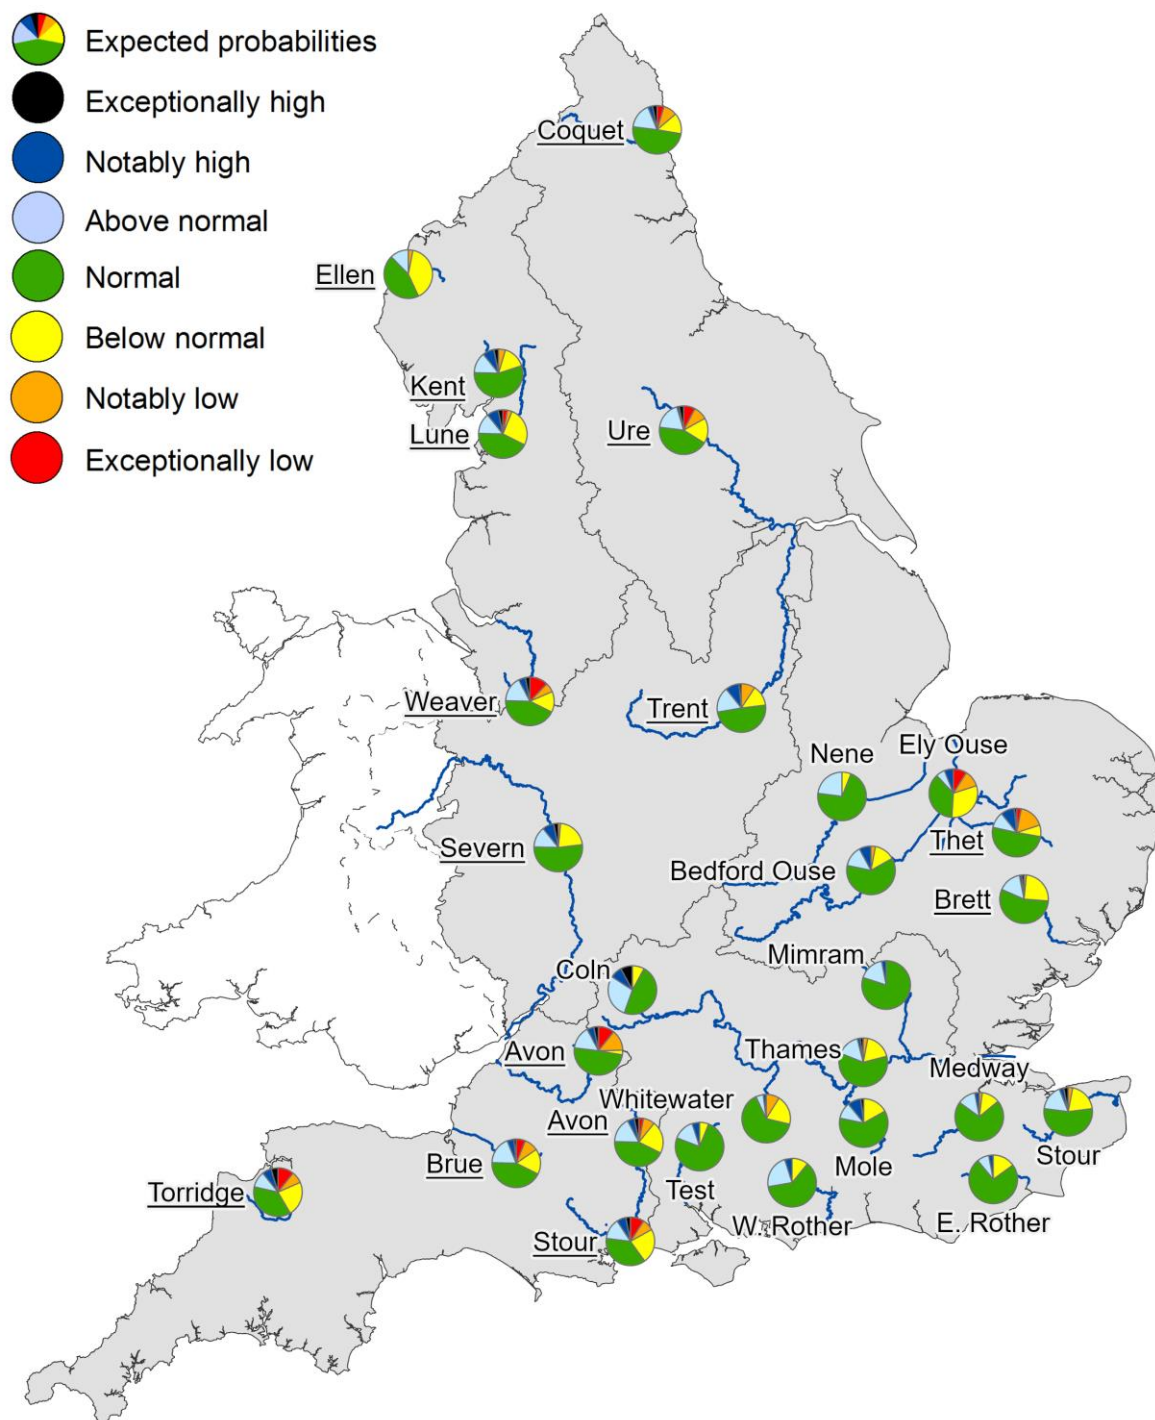 Expected probabilities
Exceptionally high
Notably high
Above normal
Normal
Below normal
Notably low
Exceptionally low
Coquet
Ellen
Kent
Lune
Ure
Weaver
Trent
Nene
Ely Ouse
Severn
Thet
Bedford Ouse
Brett
Mimram
Coln
Avon
Thames
Medway
Whitewater
Avon
Brue
Test
Mole
Stour
Torridge
W. Rother
E. Rother
Stour